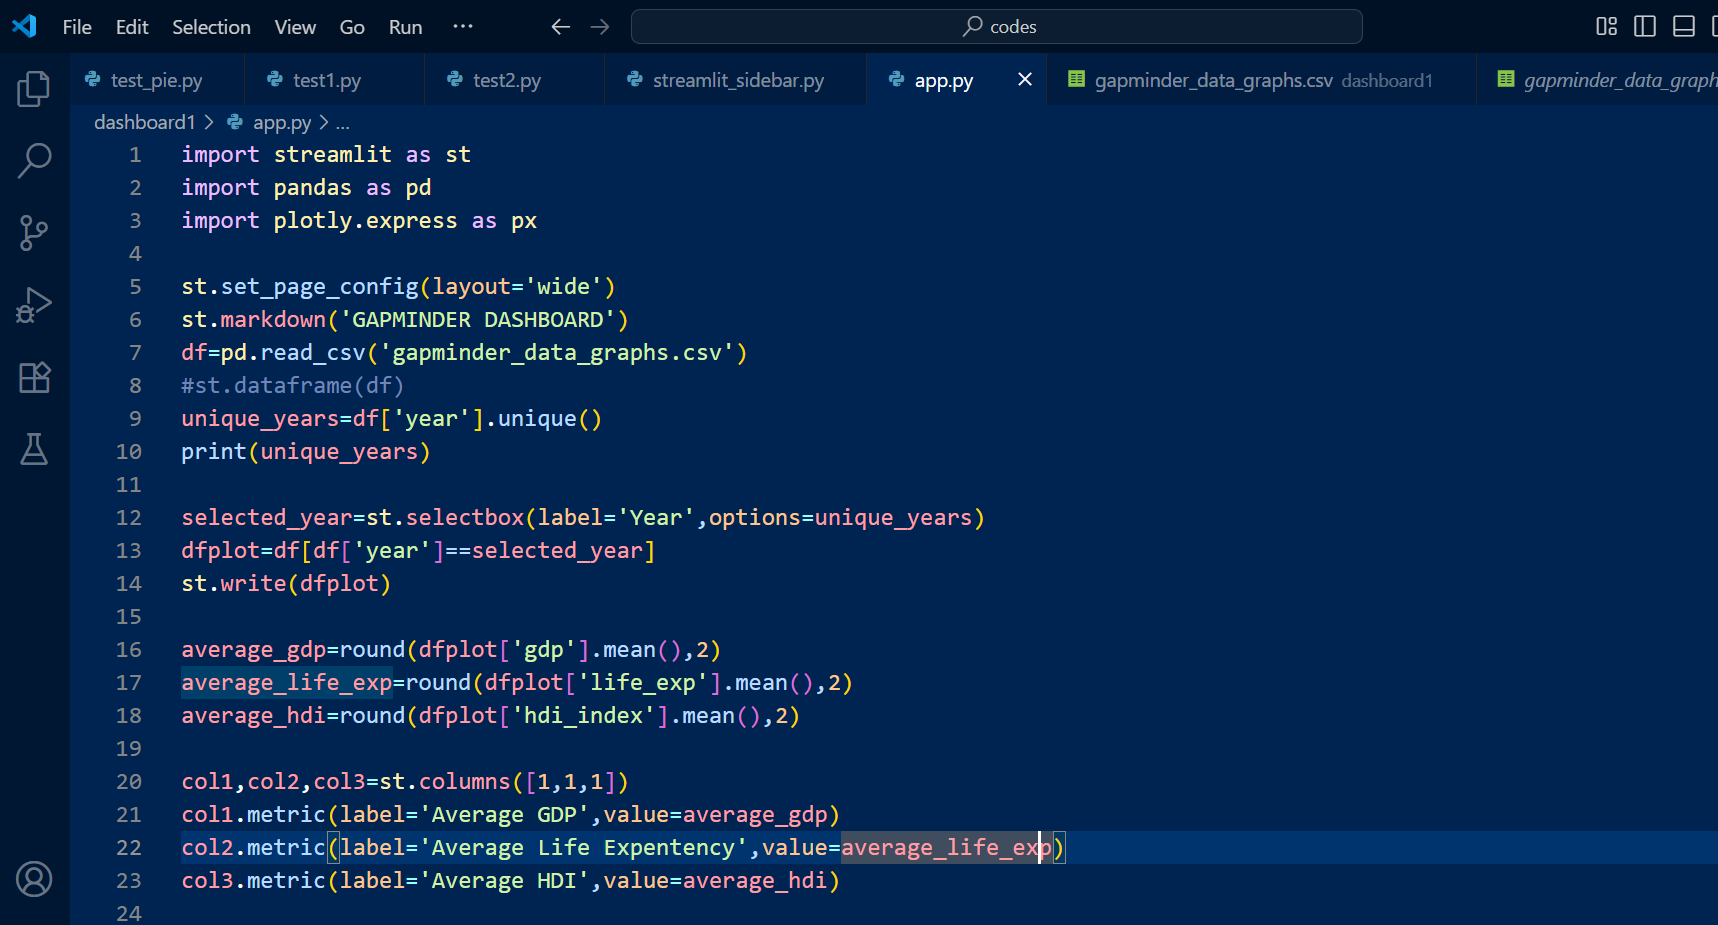 File Edit Selection View Go Run ··· codes
test_pie.py test1.py test2.py streamlit_sidebar.py app.py gapminder_data_graphs.csv dashboard1 gapminder_data_graph
dashboard1 > app.py > ...
1 import streamlit as st
2 import pandas as pd
3 import plotly.express as px
4
5 st.set_page_config(layout='wide')
6 st.markdown('GAPMINDER DASHBOARD')
7 df=pd.read_csv('gapminder_data_graphs.csv')
8 #st.dataframe(df)
9 unique_years=df['year'].unique()
10 print(unique_years)
11
12 selected_year=st.selectbox(label='Year',options=unique_years)
13 dfplot=df[df['year']==selected_year]
14 st.write(dfplot)
15
16 average_gdp=round(dfplot['gdp'].mean(),2)
17 average_life_exp=round(dfplot['life_exp'].mean(),2)
18 average_hdi=round(dfplot['hdi_index'].mean(),2)
19
20 col1,col2,col3=st.columns([1,1,1])
21 col1.metric(label='Average GDP',value=average_gdp)
22 col2.metric(label='Average Life Expentency',value=average_life_exp)
23 col3.metric(label='Average HDI',value=average_hdi)
24